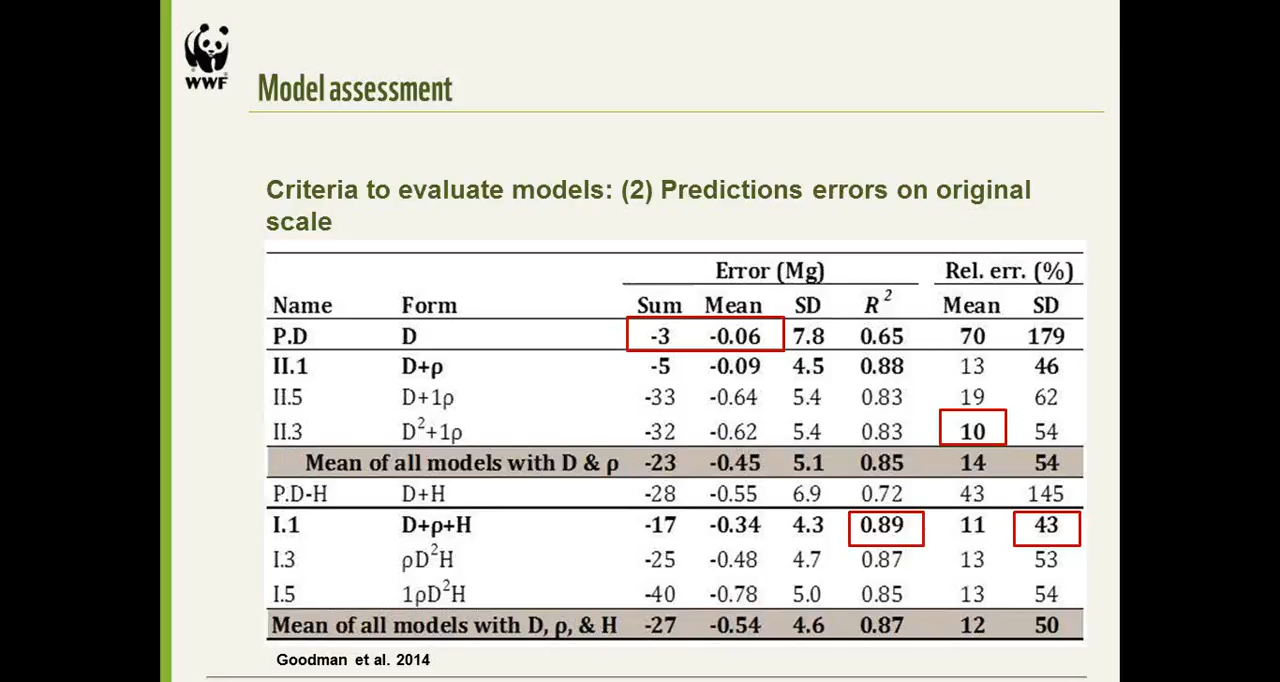 WWF
Model assessment
Criteria to evaluate models: (2) Predictions errors on original
scale
Error (Mg) Rel. err. (%)
Name Form Sum Mean SD R² Mean SD
P.D D -3 -0.06 7.8 0.65 70 179
II.1 D+ρ -5 -0.09 4.5 0.88 13 46
II.5 D+1ρ -33 -0.64 5.4 0.83 19 62
II.3 D²+1ρ -32 -0.62 5.4 0.83 10 54
Mean of all models with D & ρ -23 -0.45 5.1 0.85 14 54
P.D-H D+H -28 -0.55 6.9 0.72 43 145
I.1 D+ρ+H -17 -0.34 4.3 0.89 11 43
I.3 ρD²H -25 -0.48 4.7 0.87 13 53
I.5 1ρD²H -40 -0.78 5.0 0.85 13 54
Mean of all models with D, ρ, & H -27 -0.54 4.6 0.87 12 50
Goodman et al. 2014